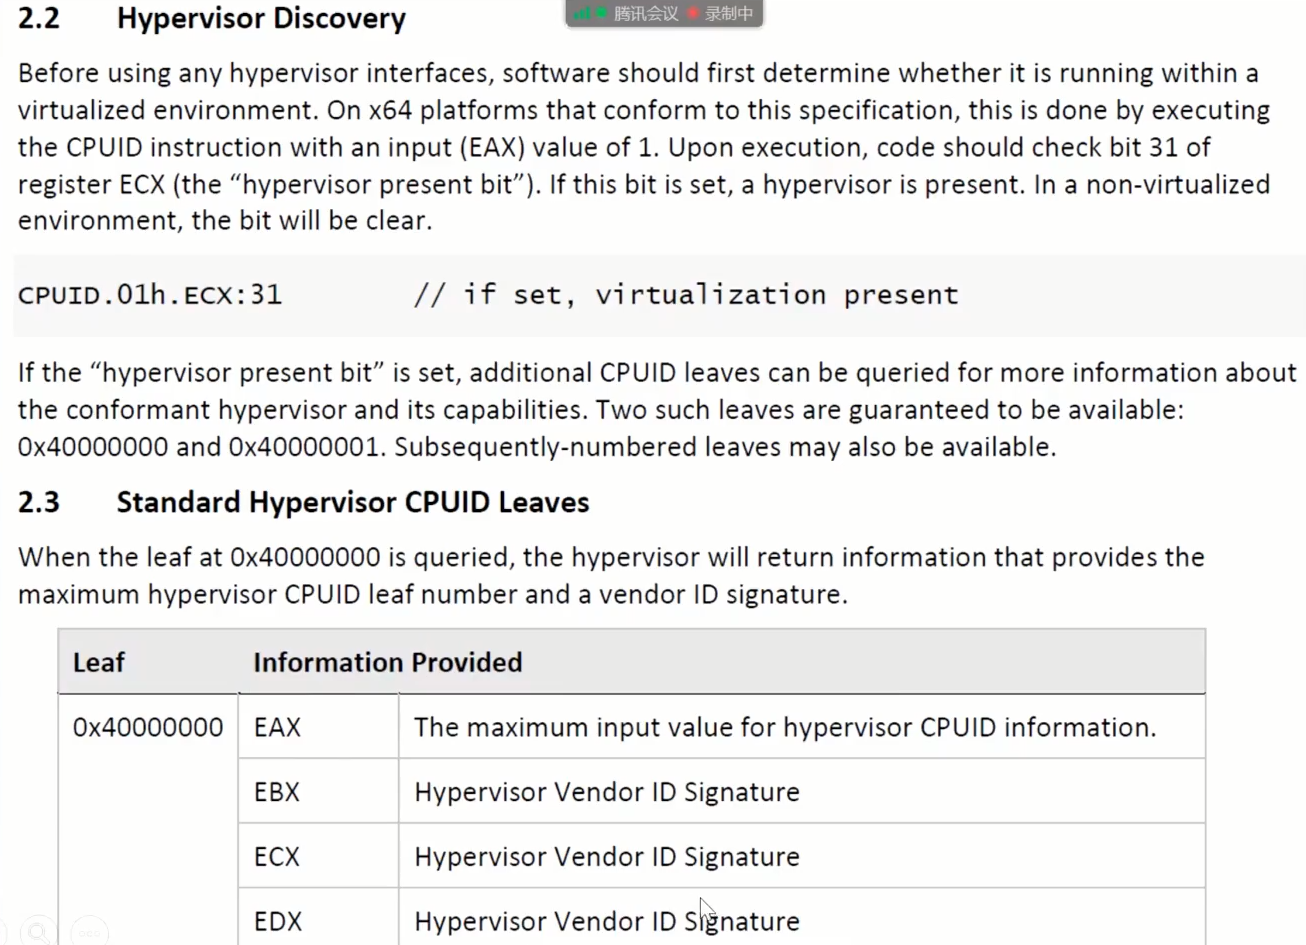 腾讯会议 录制中
2.2 Hypervisor Discovery
Before using any hypervisor interfaces, software should first determine whether it is running within a
virtualized environment. On x64 platforms that conform to this specification, this is done by executing
the CPUID instruction with an input (EAX) value of 1. Upon execution, code should check bit 31 of
register ECX (the “hypervisor present bit”). If this bit is set, a hypervisor is present. In a non-virtualized
environment, the bit will be clear.
CPUID.01h.ECX:31 // if set, virtualization present
If the “hypervisor present bit” is set, additional CPUID leaves can be queried for more information about
the conformant hypervisor and its capabilities. Two such leaves are guaranteed to be available:
0x40000000 and 0x40000001. Subsequently-numbered leaves may also be available.
2.3 Standard Hypervisor CPUID Leaves
When the leaf at 0x40000000 is queried, the hypervisor will return information that provides the
maximum hypervisor CPUID leaf number and a vendor ID signature.
Leaf Information Provided
0x40000000 EAX The maximum input value for hypervisor CPUID information.
EBX Hypervisor Vendor ID Signature
ECX Hypervisor Vendor ID Signature
EDX Hypervisor Vendor ID Signature